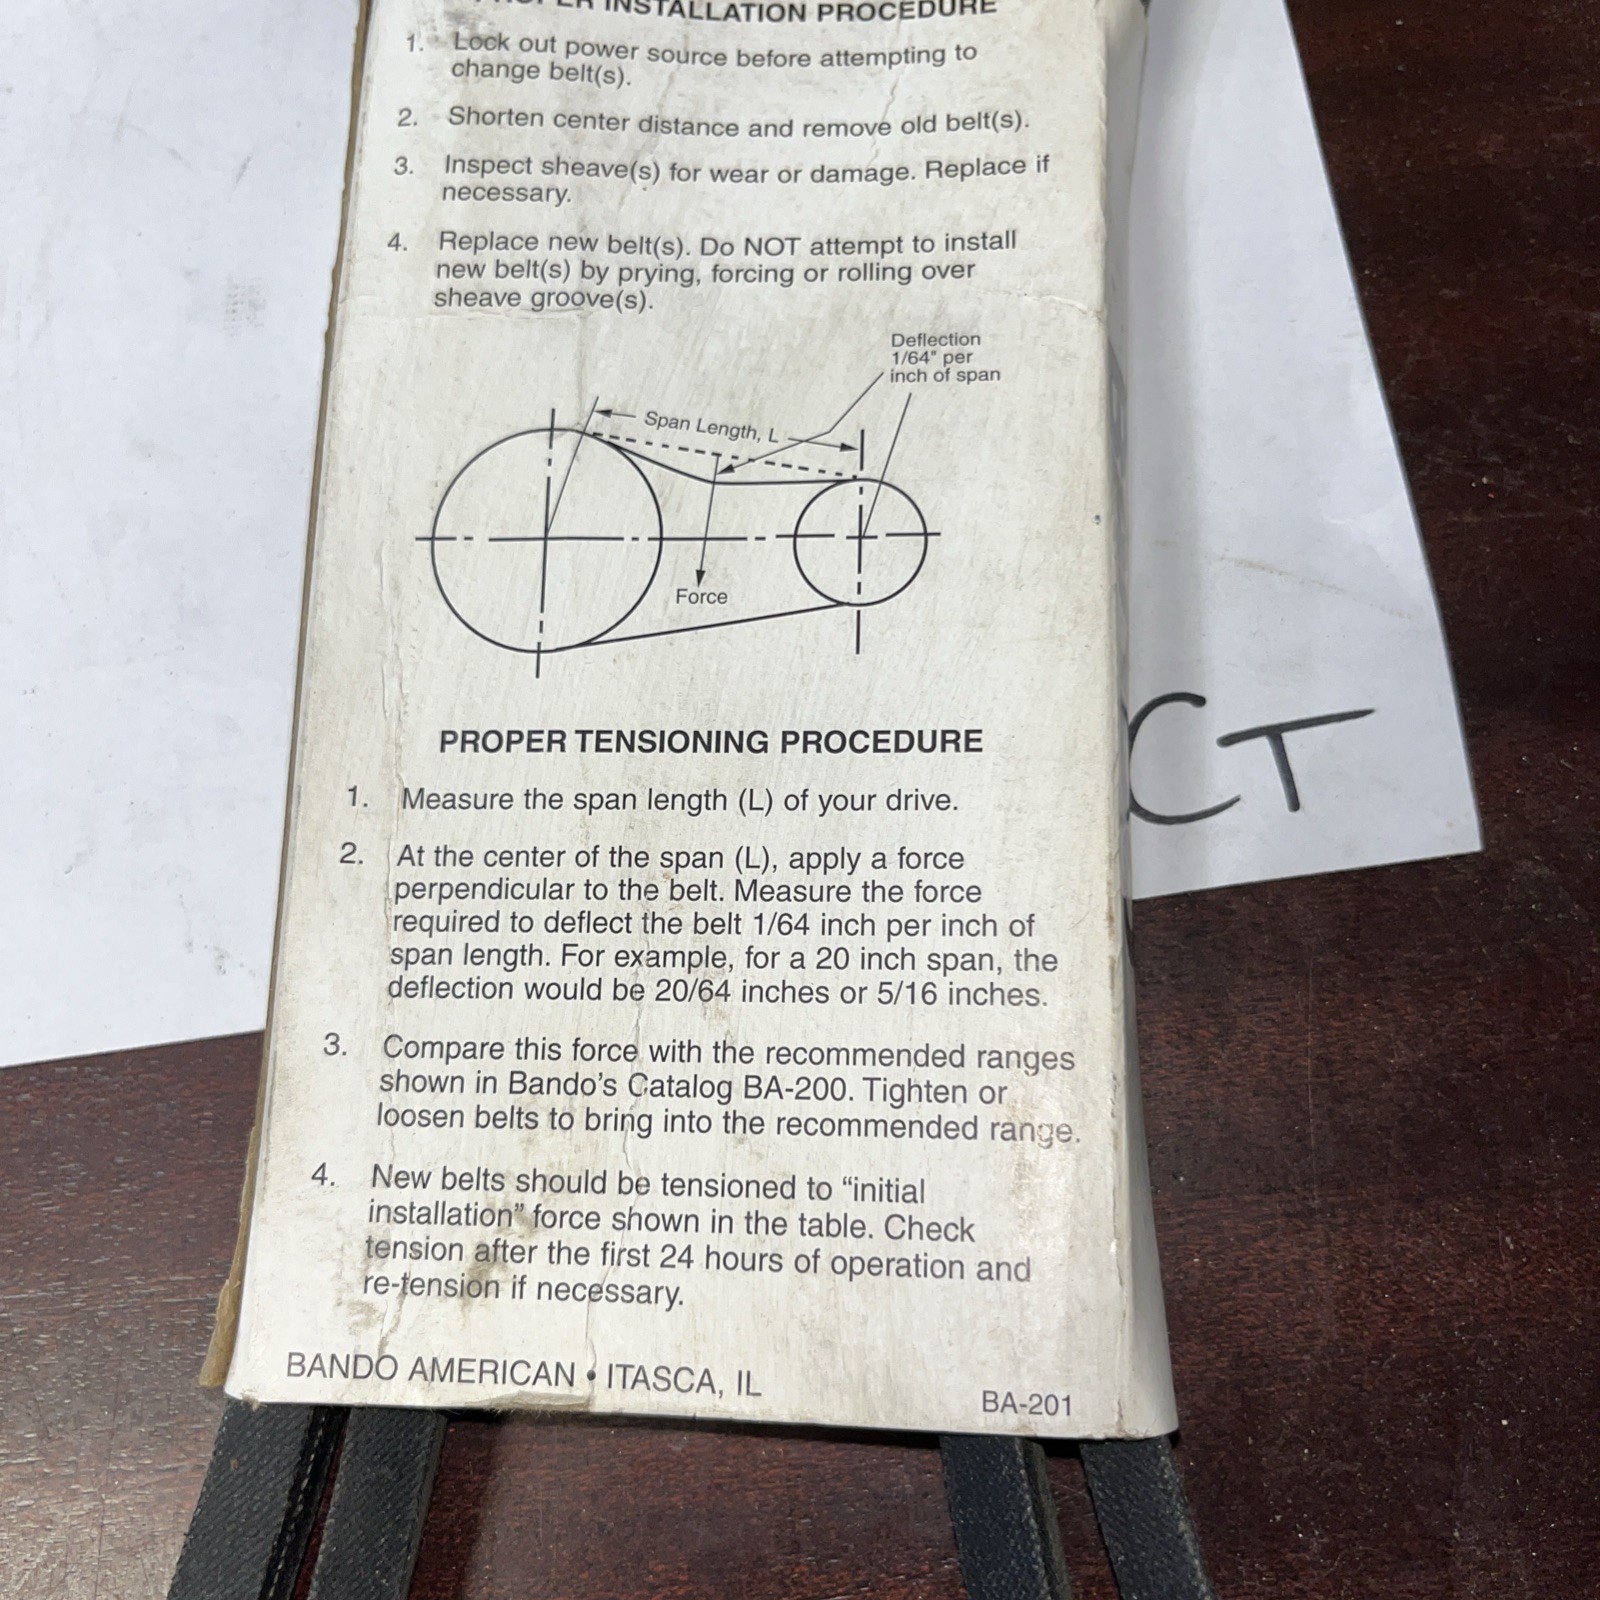 PROPER INSTALLATION PROCEDURE
1. Lock out power source before attempting to
change belt(s).
2. Shorten center distance and remove old belt(s).
3. Inspect sheave(s) for wear or damage. Replace if
necessary.
4. Replace new belt(s). Do NOT attempt to install
new belt(s) by prying, forcing or rolling over
sheave groove(s).
Deflection
1/64" per
inch of span
Span Length, L
Force
CT
PROPER TENSIONING PROCEDURE
1. Measure the span length (L) of your drive.
2. At the center of the span (L), apply a force
perpendicular to the belt. Measure the force
required to deflect the belt 1/64 inch per inch of
span length. For example, for a 20 inch span, the
deflection would be 20/64 inches or 5/16 inches.
3. Compare this force with the recommended ranges
shown in Bando's Catalog BA-200. Tighten or
loosen belts to bring into the recommended range.
4. New belts should be tensioned to “initial
installation” force shown in the table. Check
tension after the first 24 hours of operation and
re-tension if necessary.
BANDO AMERICAN • ITASCA, IL
BA-201